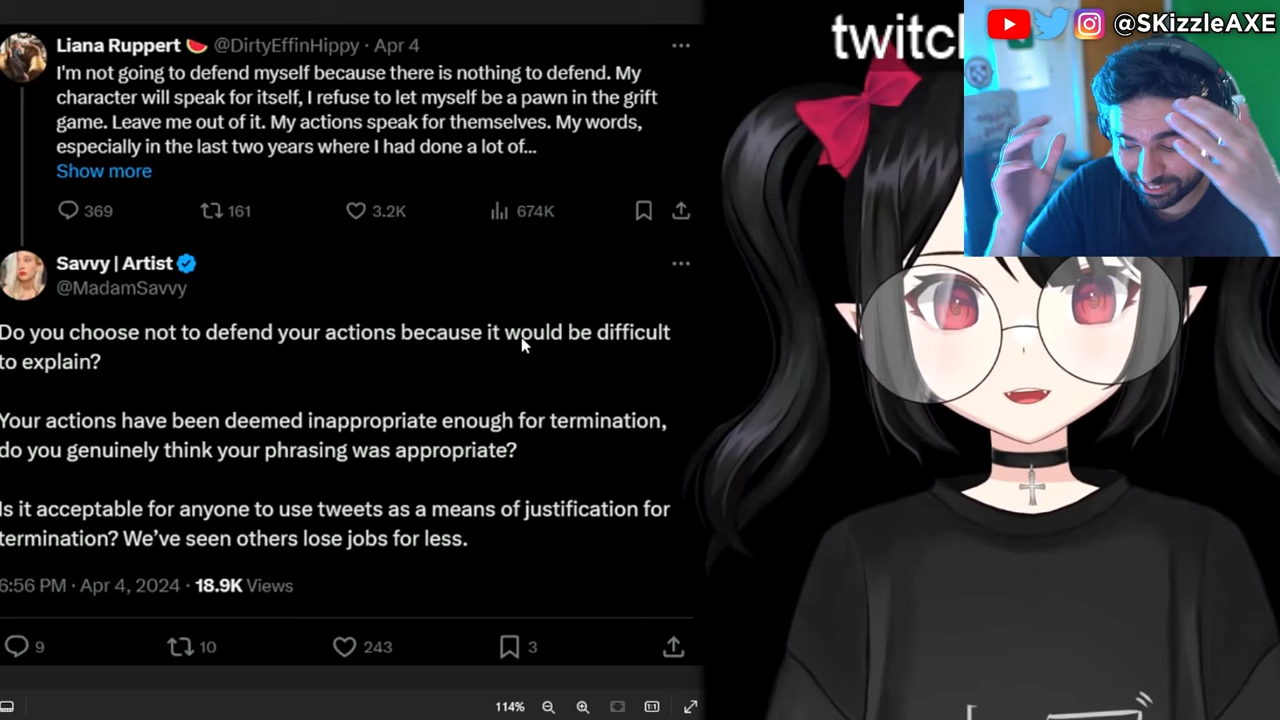 Liana Ruppert 🍉 @DirtyEffinHippy · Apr 4
I'm not going to defend myself because there is nothing to defend. My
character will speak for itself, I refuse to let myself be a pawn in the grift
game. Leave me out of it. My actions speak for themselves. My words,
especially in the last two years where I had done a lot of...
Show more
369 161 3.2K 674K
Savvy | Artist
@MadamSavvy
Do you choose not to defend your actions because it would be difficult
to explain?
Your actions have been deemed inappropriate enough for termination,
do you genuinely think your phrasing was appropriate?
Is it acceptable for anyone to use tweets as a means of justification for
termination? We've seen others lose jobs for less.
6:56 PM · Apr 4, 2024 · 18.9K Views
9 10 243 3
114%
twitc
@SKizzleAXE